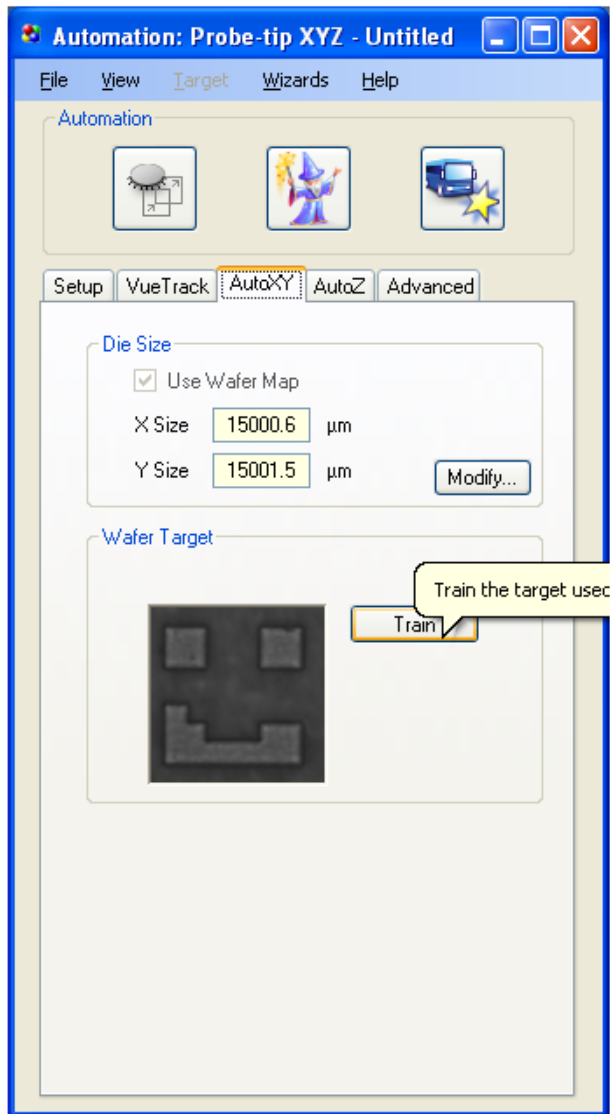 Automation: Probe-tip XYZ - Untitled
File View Target Wizards Help
Automation
Setup VueTrack AutoXY AutoZ Advanced
Die Size
Use Wafer Map
X Size 15000.6 µm
Y Size 15001.5 µm
Modify...
Wafer Target
Train the target used
Train